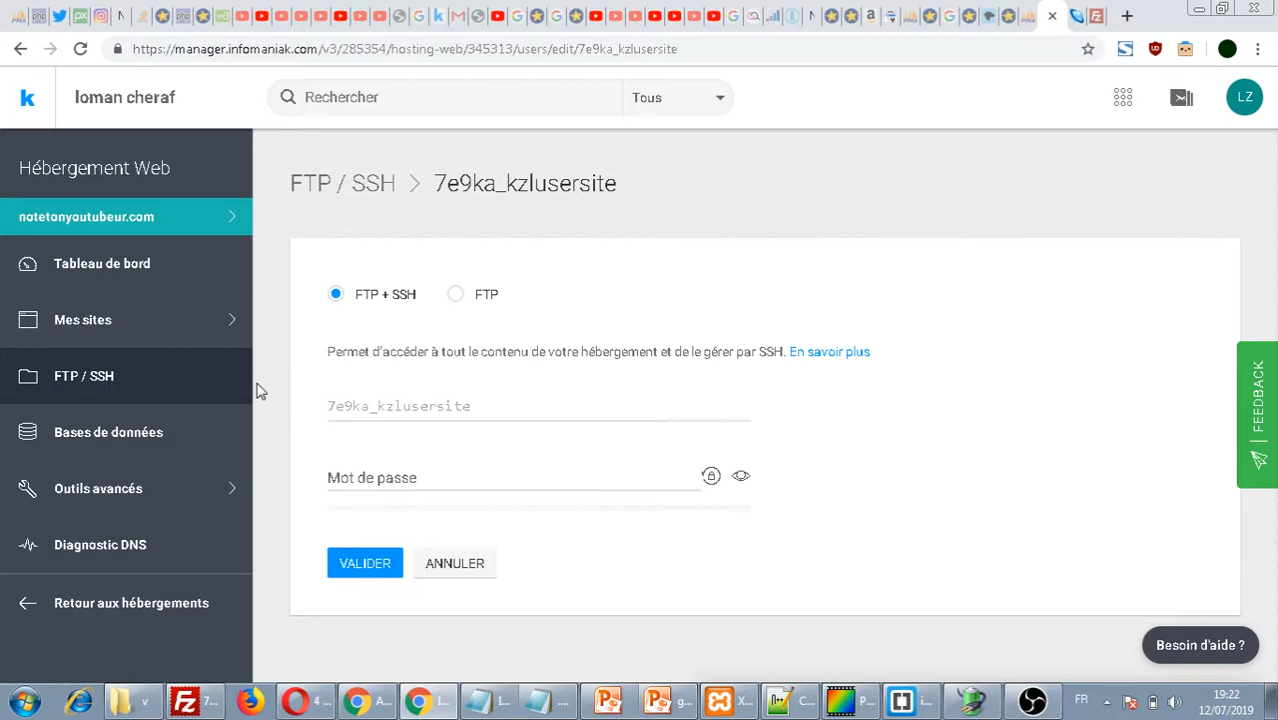 https://manager.infomaniak.com/v3/285354/hosting-web/345313/users/edit/7e9ka_kzlusersite
k
loman cheraf
Rechercher
Tous
LZ
Hébergement Web
notetonyoutubeur.com
Tableau de bord
Mes sites
FTP / SSH
Bases de données
Outils avancés
Diagnostic DNS
Retour aux hébergements
FTP / SSH > 7e9ka_kzlusersite
FTP + SSH
FTP
Permet d'accéder à tout le contenu de votre hébergement et de le gérer par SSH. En savoir plus
7e9ka_kzlusersite
Mot de passe
VALIDER
ANNULER
FEEDBACK
Besoin d'aide ?
v
7...
4...
A...
I...
I...
...
g...
X...
C...
P...
i...
FR
19:22
12/07/2019